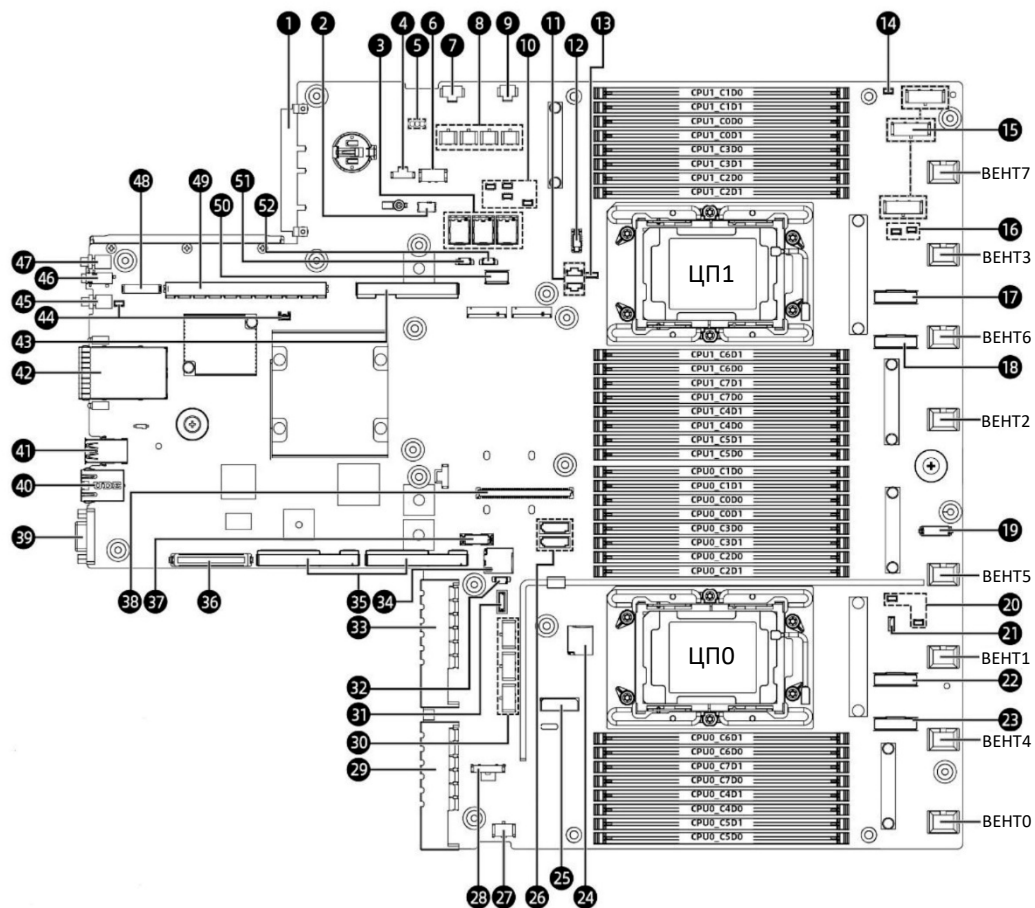 1 2 3 4 5 6 7 8 9 10 11 12 13 14
CPU1_C1D0
CPU1_C1D1
CPU1_C0D0
CPU1_C0D1
CPU1_C3D0
CPU1_C3D1
CPU1_C2D0
CPU1_C2D1
15
ВЕНТ7
16
48 49 50 51 52
ЦП1
ВЕНТ3
47
46
45
44
43
42
41
40
39
17
ВЕНТ6
18
CPU1_C6D1
CPU1_C6D0
CPU1_C7D1
CPU1_C7D0
CPU1_C4D1
CPU1_C4D0
CPU1_C5D1
CPU1_C5D0
ВЕНТ2
CPU0_C1D0
CPU0_C1D1
CPU0_C0D0
CPU0_C0D1
CPU0_C3D0
CPU0_C3D1
CPU0_C2D0
CPU0_C2D1
19
ВЕНТ5
38 37 36 35 34
33
32
31
30
29
ЦП0
20
21
ВЕНТ1
22
23
ВЕНТ4
CPU0_C6D1
CPU0_C6D0
CPU0_C7D1
CPU0_C7D0
CPU0_C4D1
CPU0_C4D0
CPU0_C5D1
CPU0_C5D0
ВЕНТ0
28 27 26 25 24